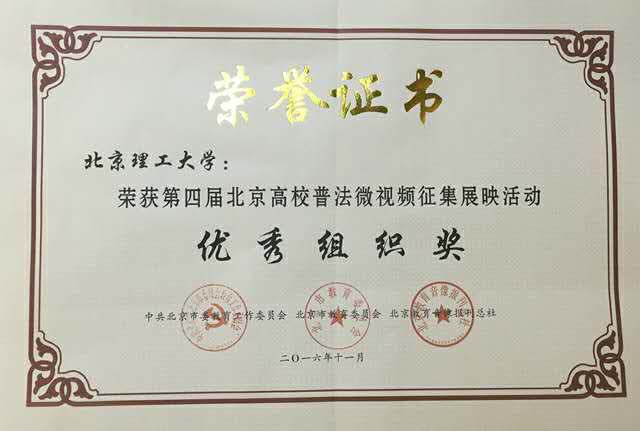 荣誉证书
北京理工大学：
荣获第四届北京高校普法微视频征集展映活动
优秀组织奖
中共北京市委教育工作委员会 北京市教育委员会 北京教育音像报刊总社
二〇一六年十一月